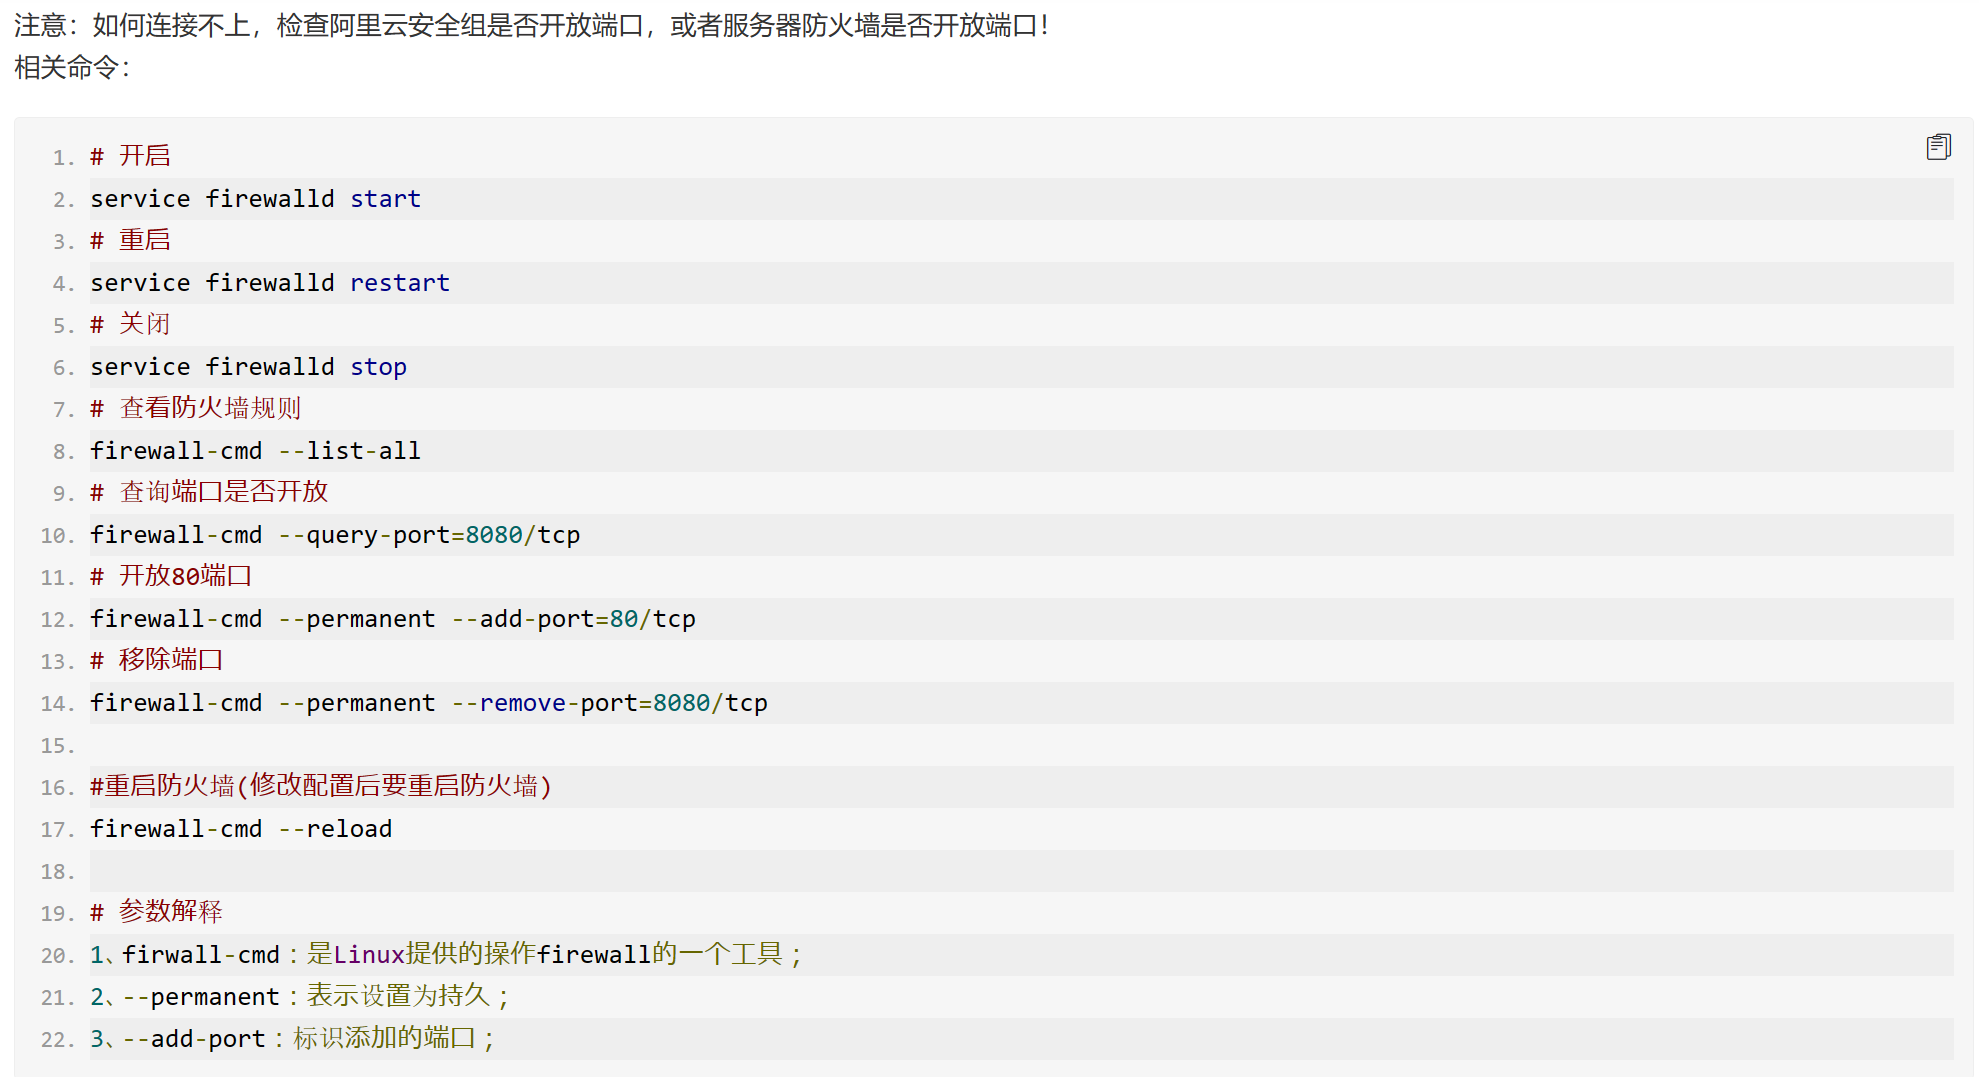 注意：如何连接不上，检查阿里云安全组是否开放端口，或者服务器防火墙是否开放端口！
相关命令：
1. # 开启
2. service firewalld start
3. # 重启
4. service firewalld restart
5. # 关闭
6. service firewalld stop
7. # 查看防火墙规则
8. firewall-cmd --list-all
9. # 查询端口是否开放
10. firewall-cmd --query-port=8080/tcp
11. # 开放80端口
12. firewall-cmd --permanent --add-port=80/tcp
13. # 移除端口
14. firewall-cmd --permanent --remove-port=8080/tcp
15.
16. #重启防火墙(修改配置后要重启防火墙)
17. firewall-cmd --reload
18.
19. # 参数解释
20. 1、firwall-cmd：是Linux提供的操作firewall的一个工具；
21. 2、--permanent：表示设置为持久；
22. 3、--add-port：标识添加的端口；